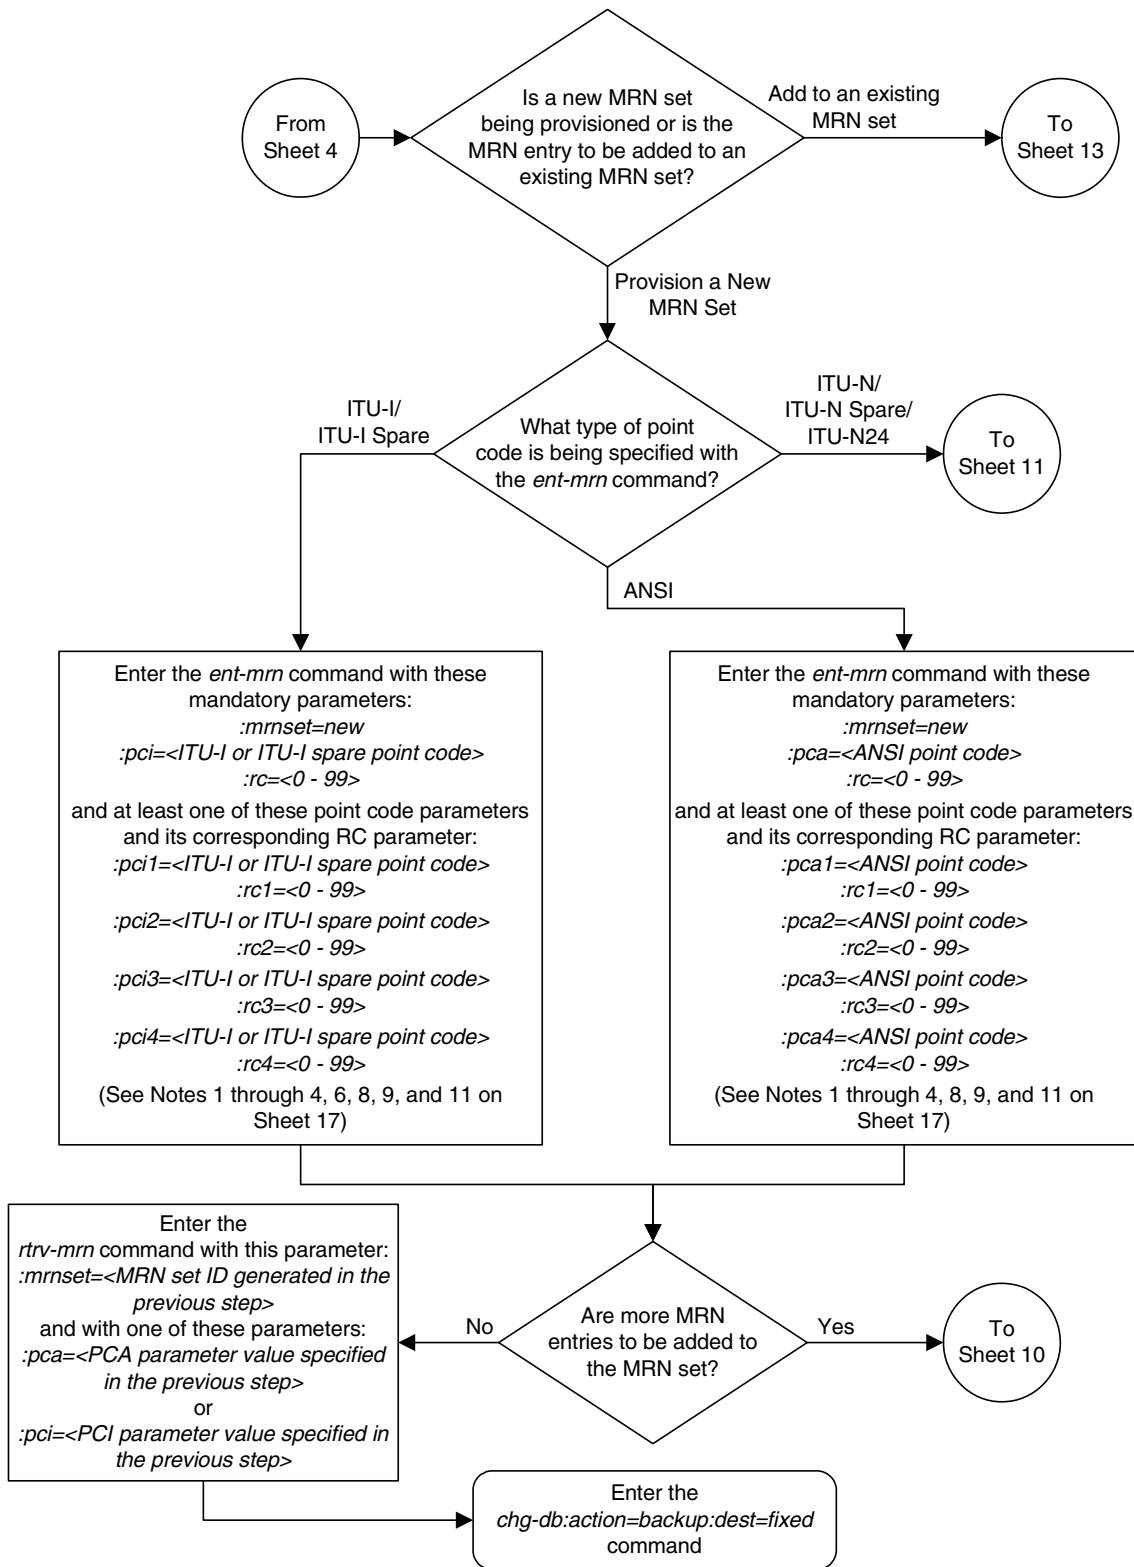 From
Sheet 4
Is a new MRN set
being provisioned or is the
MRN entry to be added to an
existing MRN set?
Add to an existing
MRN set
To
Sheet 13
Provision a New
MRN Set
ITU-I/
ITU-I Spare
What type of point
code is being specified with
the ent-mrn command?
ITU-N/
ITU-N Spare/
ITU-N24
To
Sheet 11
ANSI
Enter the ent-mrn command with these
mandatory parameters:
:mrnset=new
:pci=<ITU-I or ITU-I spare point code>
:rc=<0 - 99>
and at least one of these point code parameters
and its corresponding RC parameter:
:pci1=<ITU-I or ITU-I spare point code>
:rc1=<0 - 99>
:pci2=<ITU-I or ITU-I spare point code>
:rc2=<0 - 99>
:pci3=<ITU-I or ITU-I spare point code>
:rc3=<0 - 99>
:pci4=<ITU-I or ITU-I spare point code>
:rc4=<0 - 99>
(See Notes 1 through 4, 6, 8, 9, and 11 on
Sheet 17)
Enter the ent-mrn command with these
mandatory parameters:
:mrnset=new
:pca=<ANSI point code>
:rc=<0 - 99>
and at least one of these point code parameters
and its corresponding RC parameter:
:pca1=<ANSI point code>
:rc1=<0 - 99>
:pca2=<ANSI point code>
:rc2=<0 - 99>
:pca3=<ANSI point code>
:rc3=<0 - 99>
:pca4=<ANSI point code>
:rc4=<0 - 99>
(See Notes 1 through 4, 8, 9, and 11 on
Sheet 17)
Are more MRN
entries to be added to
the MRN set?
Yes
To
Sheet 10
No
Enter the
rtrv-mrn command with this parameter:
:mrnset=<MRN set ID generated in the
previous step>
and with one of these parameters:
:pca=<PCA parameter value specified
in the previous step>
or
:pci=<PCI parameter value specified in
the previous step>
Enter the
chg-db:action=backup:dest=fixed
command